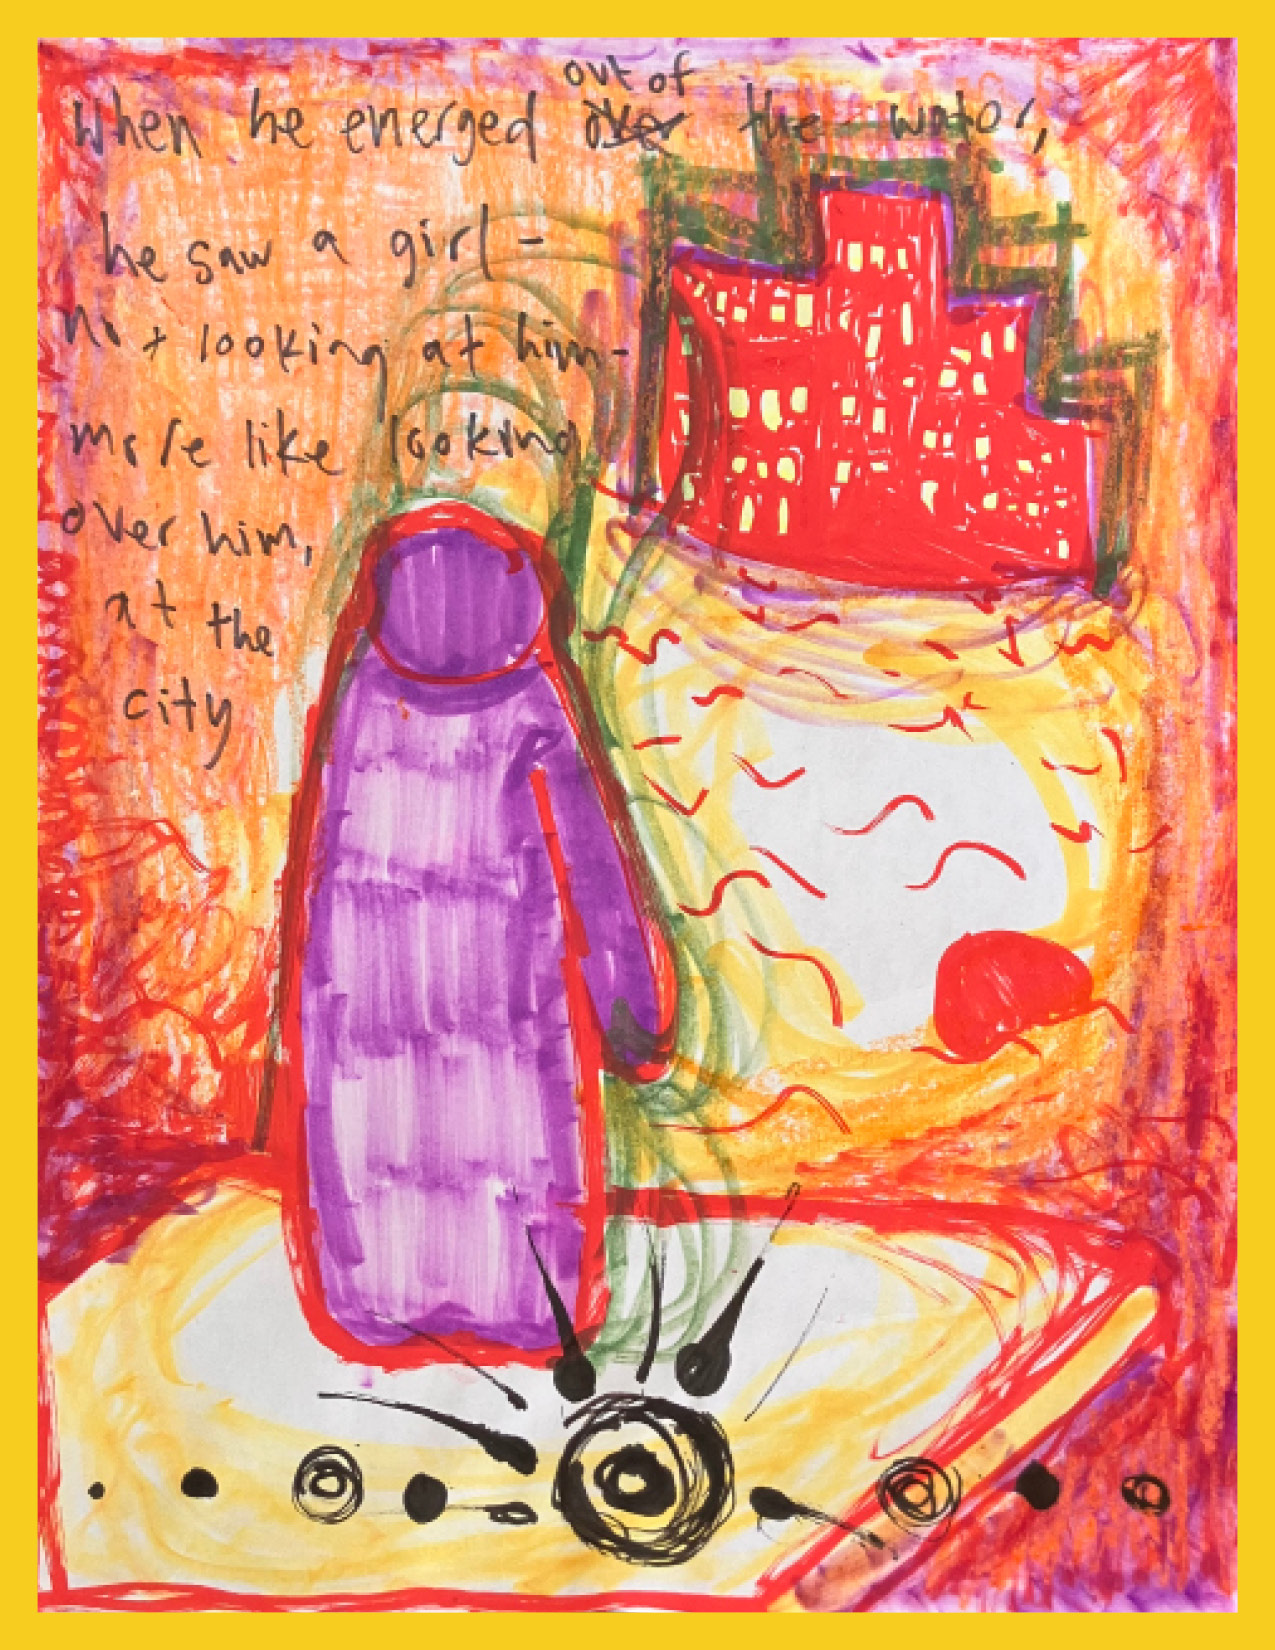 When he emerged out of the water,
he saw a girl -
not looking at him -
more like looking
over him,
at the
city